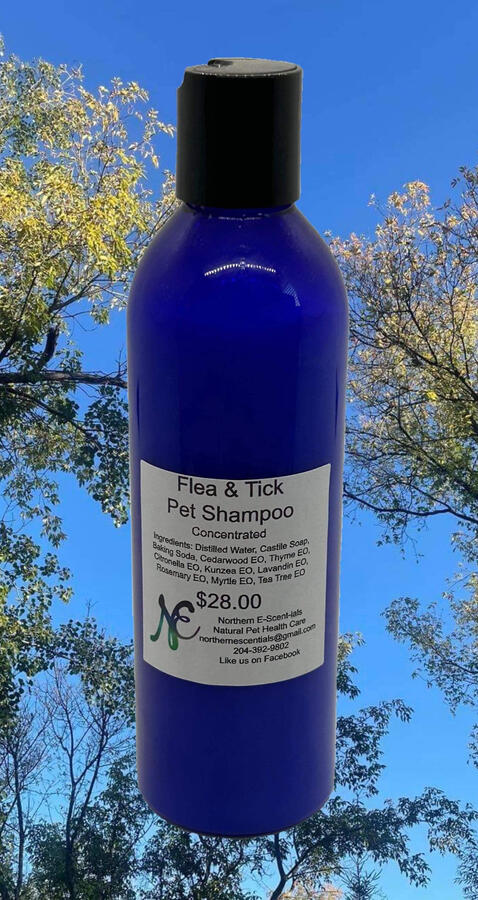 Flea & Tick
Pet Shampoo
Concentrated
Ingredients: Distilled Water, Castile Soap,
Baking Soda, Cedarwood EO, Thyme EO,
Citronella EO, Kunzea EO, Lavandin EO,
Rosemary EO, Myrtle EO, Tea Tree EO
NE $28.00
Northern E-Scent-ials
Natural Pet Health Care
northernescentials@gmail.com
204-392-9802
Like us on Facebook